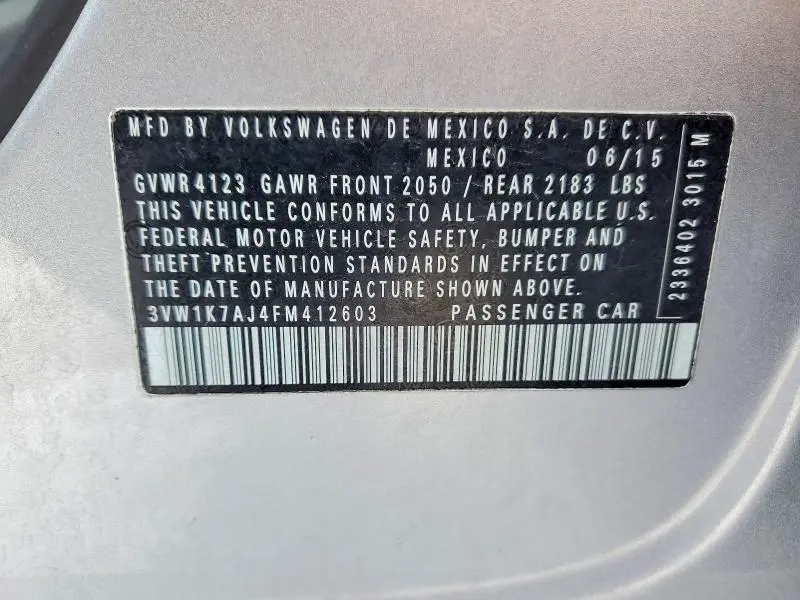 MFD BY VOLKSWAGEN DE MEXICO S.A. DE C.V.
MEXICO 06/15
GVWR 4123 GAWR FRONT 2050 / REAR 2183 LBS
THIS VEHICLE CONFORMS TO ALL APPLICABLE U.S.
FEDERAL MOTOR VEHICLE SAFETY, BUMPER AND
THEFT PREVENTION STANDARDS IN EFFECT ON
THE DATE OF MANUFACTURE SHOWN ABOVE.
3VW1K7AJ4FM412603 PASSENGER CAR
2336402 3015 M